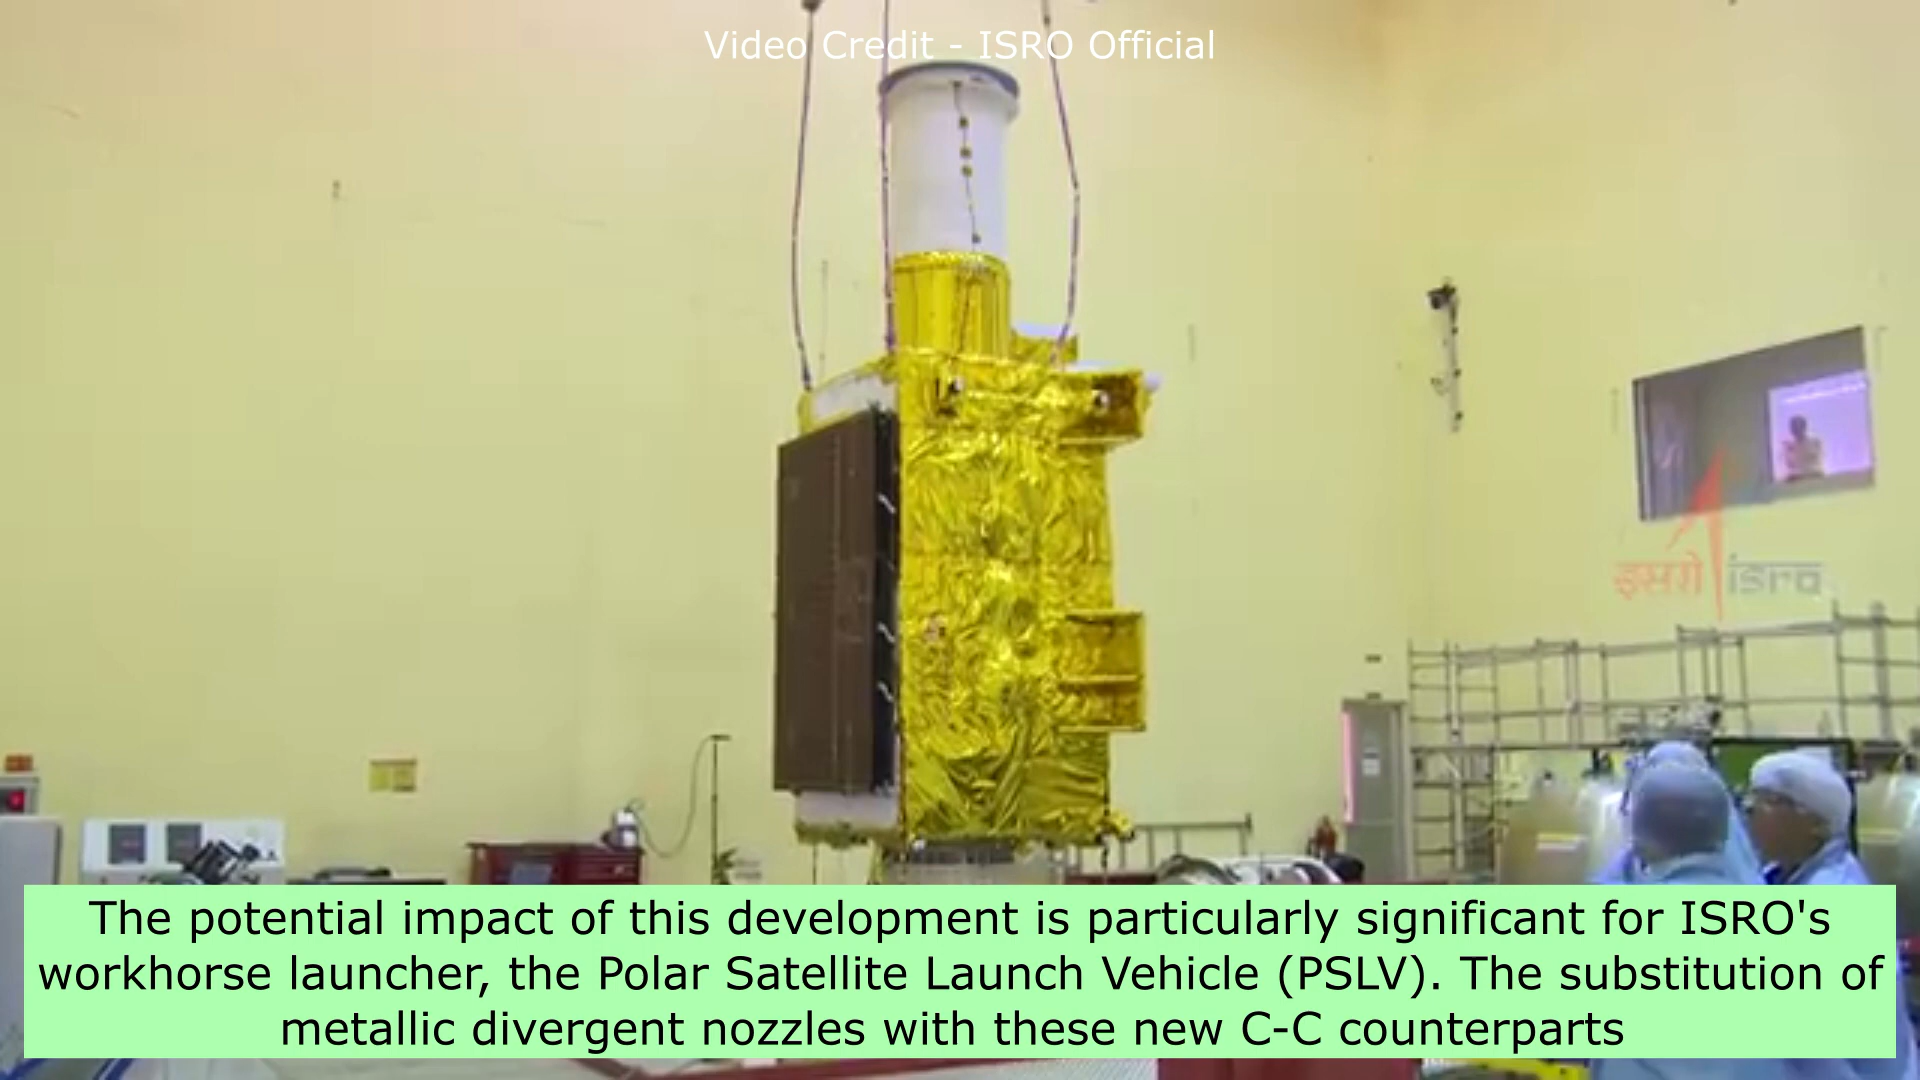 Video Credit - ISRO Official
इसरो isro
The potential impact of this development is particularly significant for ISRO's
workhorse launcher, the Polar Satellite Launch Vehicle (PSLV). The substitution of
metallic divergent nozzles with these new C-C counterparts